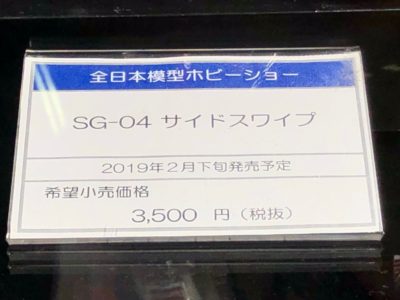 全日本模型ホビーショー
SG-04 サイドスワイプ
2019年2月下旬発売予定
希望小売価格
3,500 円（税抜）